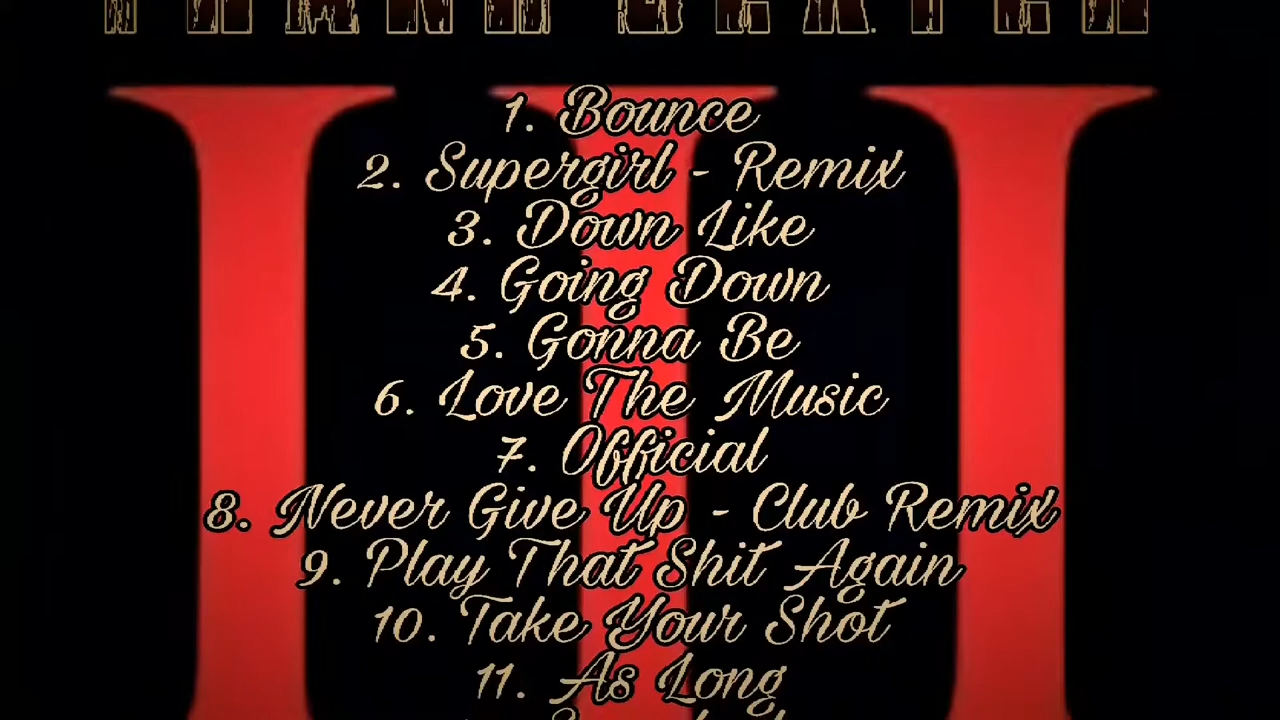 1. Bounce
2. Supergirl - Remix
3. Down Like
4. Going Down
5. Gonna Be
6. Love The Music
7. Official
8. Never Give Up - Club Remix
9. Play That Shit Again
10. Take Your Shot
11. As Long